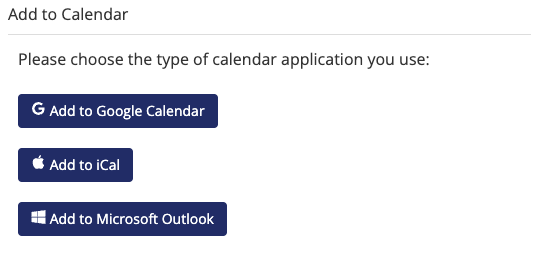 Add to Calendar
Please choose the type of calendar application you use:
Add to Google Calendar
Add to iCal
Add to Microsoft Outlook